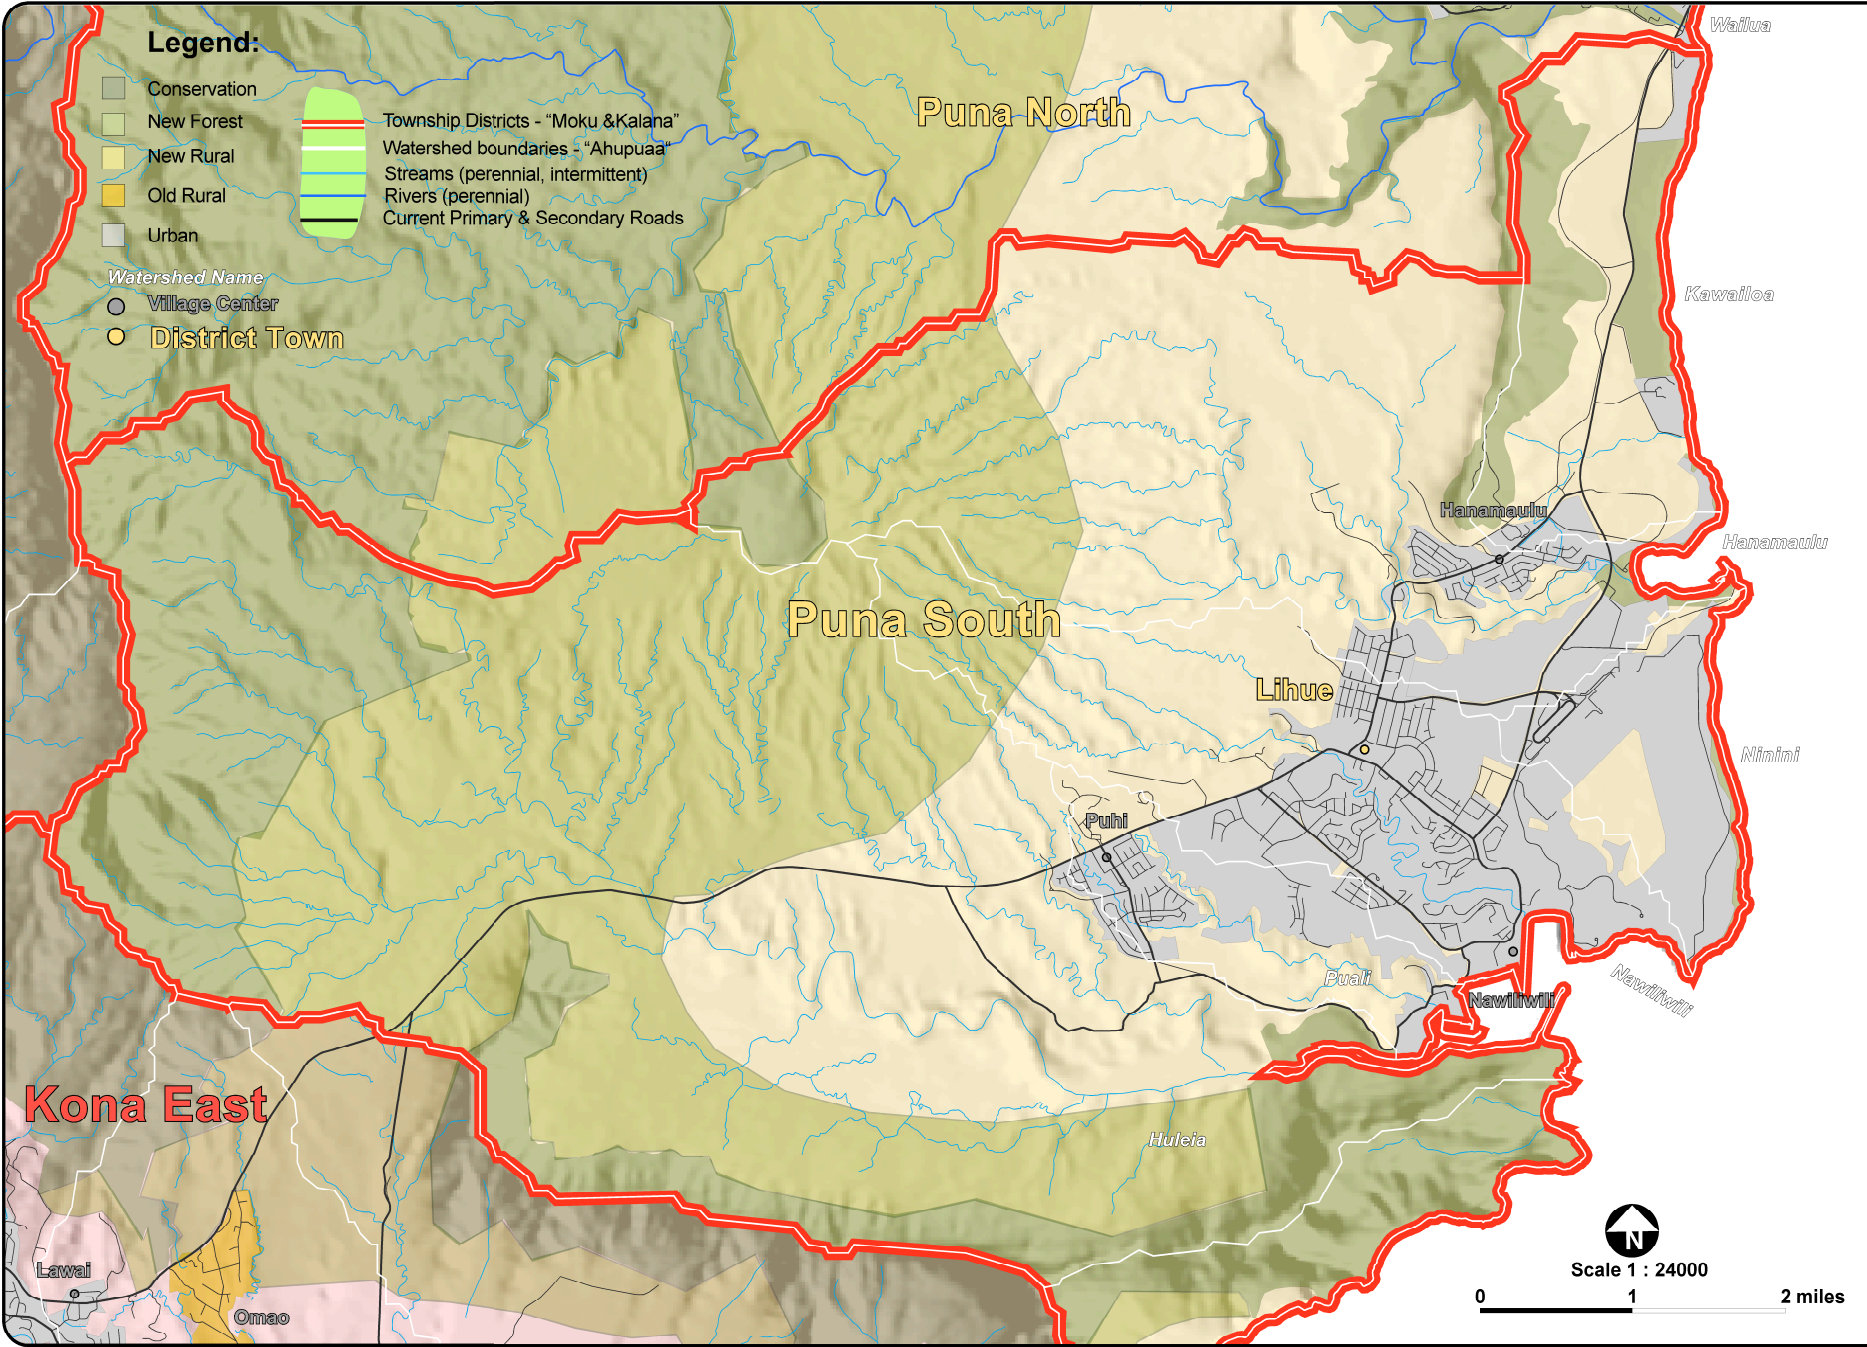 Legend:
Conservation
New Forest
New Rural
Old Rural
Urban
Township Districts - “Moku &Kalana”
Watershed boundaries - “Ahupuaa“
Streams (perennial, intermittent)
Rivers (perennial)
Current Primary & Secondary Roads
Watershed Name
Village Center
District Town
Wailua
Puna North
Kawailoa
Hanamaulu
Hanamaulu
Puna South
Lihue
Ninini
Puhi
Puali
Nawiliwili
Nawiliwili
Kona East
Huleia
Lawai
Omao
N
Scale 1 : 24000
0 1 2 miles